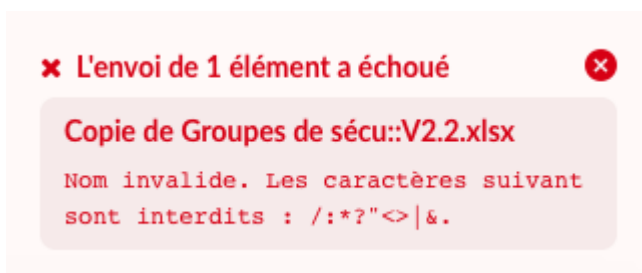 ✖ L'envoi de 1 élément a échoué
Copie de Groupes de sécu::V2.2.xlsx
Nom invalide. Les caractères suivant
sont interdits : /:*?"<>|&.